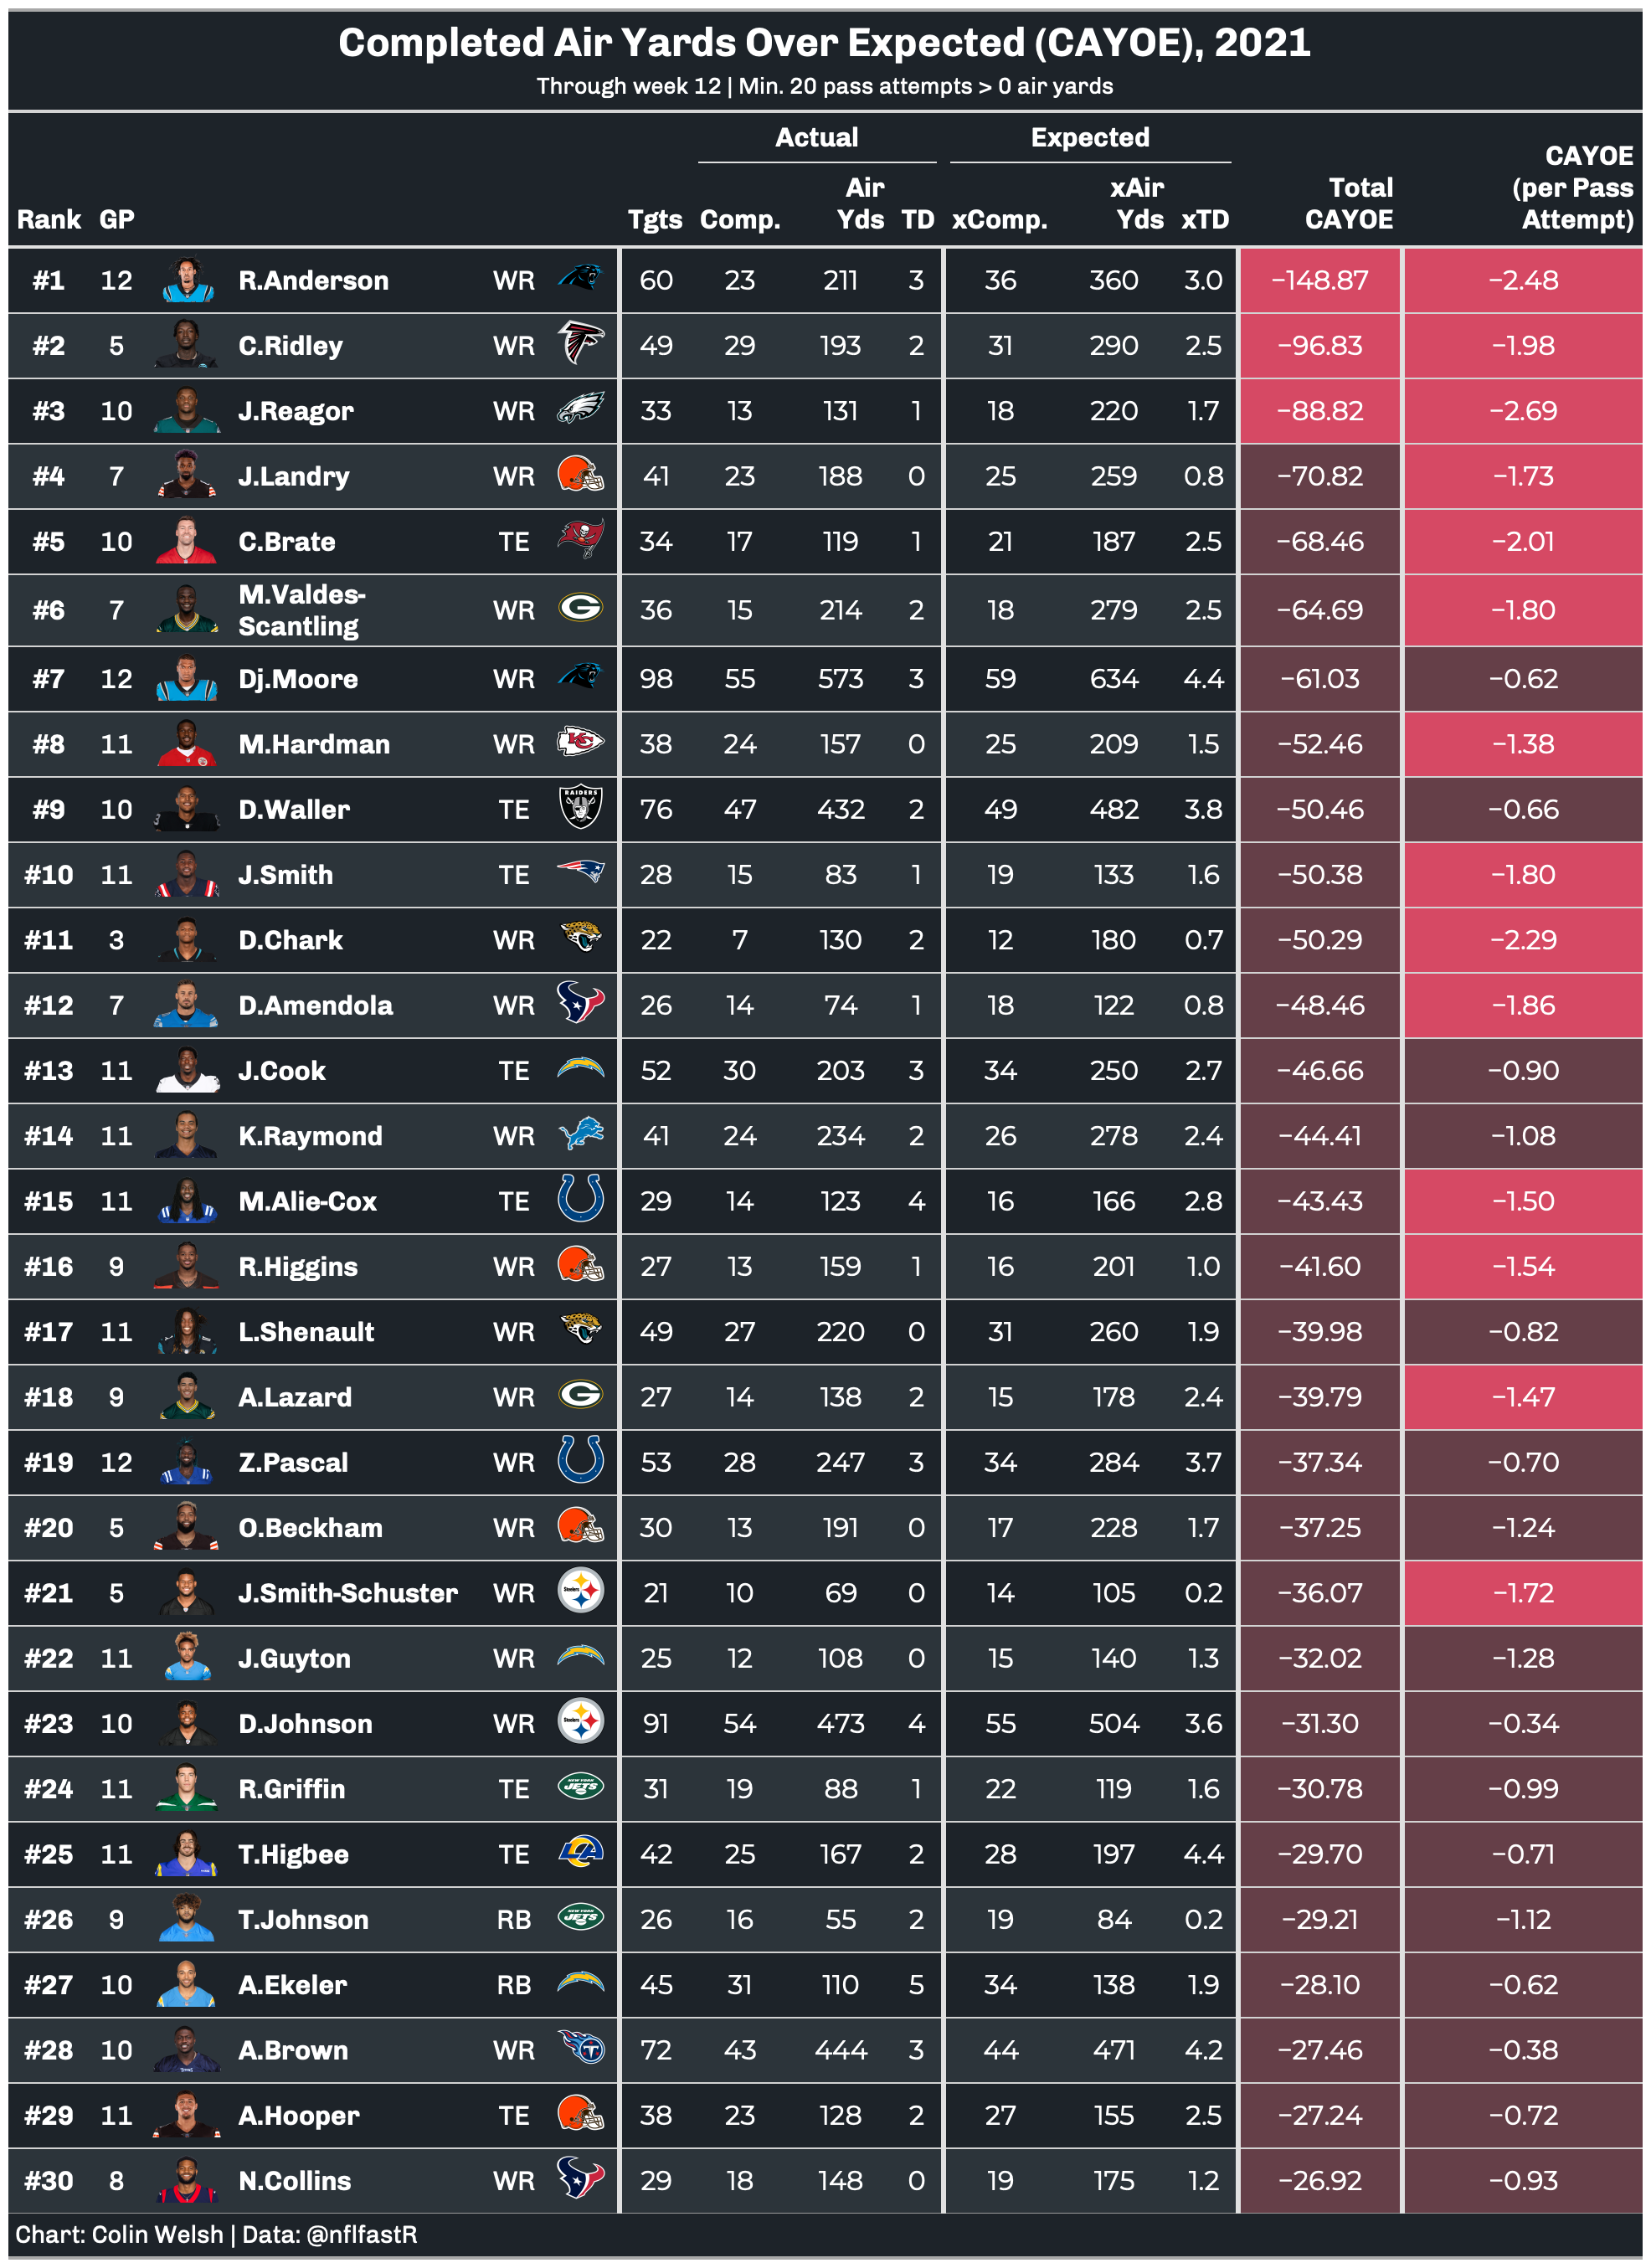 Completed Air Yards Over Expected (CAYOE), 2021
Through week 12 | Min. 20 pass attempts > 0 air yards
Actual Expected
Rank GP Tgts Comp. Air Yds TD xComp. xAir Yds xTD Total CAYOE CAYOE (per Pass Attempt)
#1 12 R.Anderson WR 60 23 211 3 36 360 3.0 −148.87 −2.48
#2 5 C.Ridley WR 49 29 193 2 31 290 2.5 −96.83 −1.98
#3 10 J.Reagor WR 33 13 131 1 18 220 1.7 −88.82 −2.69
#4 7 J.Landry WR 41 23 188 0 25 259 0.8 −70.82 −1.73
#5 10 C.Brate TE 34 17 119 1 21 187 2.5 −68.46 −2.01
#6 7 M.Valdes-Scantling WR 36 15 214 2 18 279 2.5 −64.69 −1.80
#7 12 Dj.Moore WR 98 55 573 3 59 634 4.4 −61.03 −0.62
#8 11 M.Hardman WR KC 38 24 157 0 25 209 1.5 −52.46 −1.38
#9 10 D.Waller TE RAIDERS 76 47 432 2 49 482 3.8 −50.46 −0.66
#10 11 J.Smith TE 28 15 83 1 19 133 1.6 −50.38 −1.80
#11 3 D.Chark WR 22 7 130 2 12 180 0.7 −50.29 −2.29
#12 7 D.Amendola WR 26 14 74 1 18 122 0.8 −48.46 −1.86
#13 11 J.Cook TE 52 30 203 3 34 250 2.7 −46.66 −0.90
#14 11 K.Raymond WR 41 24 234 2 26 278 2.4 −44.41 −1.08
#15 11 M.Alie-Cox TE 29 14 123 4 16 166 2.8 −43.43 −1.50
#16 9 R.Higgins WR 27 13 159 1 16 201 1.0 −41.60 −1.54
#17 11 L.Shenault WR 49 27 220 0 31 260 1.9 −39.98 −0.82
#18 9 A.Lazard WR G 27 14 138 2 15 178 2.4 −39.79 −1.47
#19 12 Z.Pascal WR 53 28 247 3 34 284 3.7 −37.34 −0.70
#20 5 O.Beckham WR 30 13 191 0 17 228 1.7 −37.25 −1.24
#21 5 J.Smith-Schuster WR Steelers 21 10 69 0 14 105 0.2 −36.07 −1.72
#22 11 J.Guyton WR 25 12 108 0 15 140 1.3 −32.02 −1.28
#23 10 D.Johnson WR Steelers 91 54 473 4 55 504 3.6 −31.30 −0.34
#24 11 R.Griffin TE NEW YORK JETS 31 19 88 1 22 119 1.6 −30.78 −0.99
#25 11 T.Higbee TE LA 42 25 167 2 28 197 4.4 −29.70 −0.71
#26 9 T.Johnson RB NEW YORK JETS 26 16 55 2 19 84 0.2 −29.21 −1.12
#27 10 A.Ekeler RB 45 31 110 5 34 138 1.9 −28.10 −0.62
#28 10 A.Brown WR T 72 43 444 3 44 471 4.2 −27.46 −0.38
#29 11 A.Hooper TE 38 23 128 2 27 155 2.5 −27.24 −0.72
#30 8 N.Collins WR 29 18 148 0 19 175 1.2 −26.92 −0.93
Chart: Colin Welsh | Data: @nflfastR